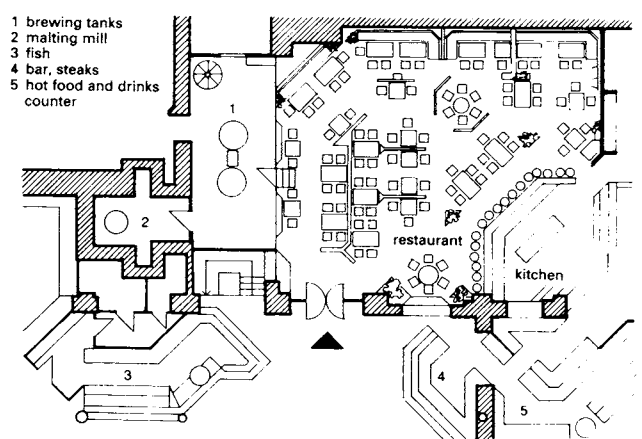 1 brewing tanks
2 malting mill
3 fish
4 bar, steaks
5 hot food and drinks
counter
1
2
restaurant
kitchen
3
4
5